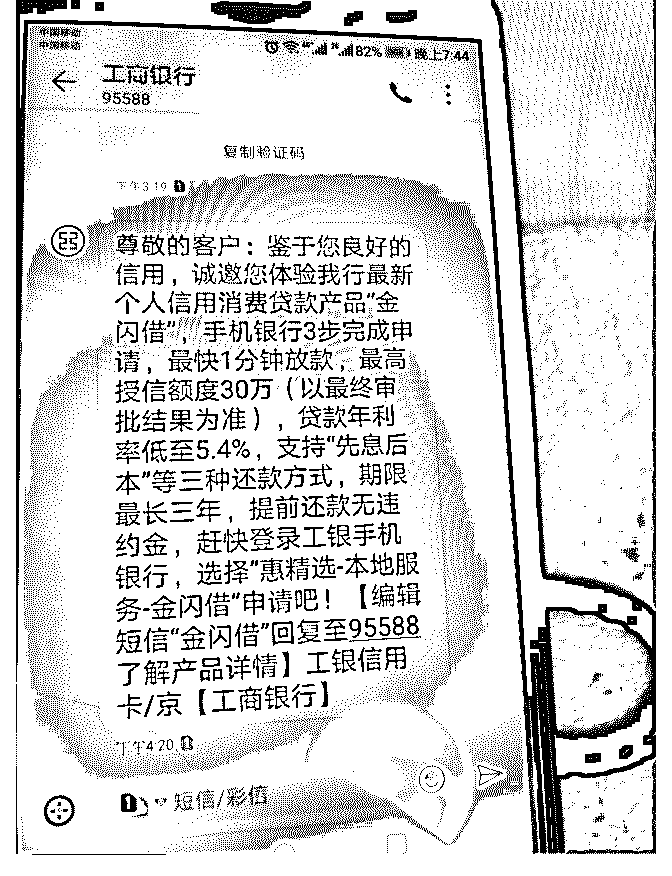 中国移动
中国移动
82% 晚上7:44
工商银行
95588
复制验证码
下午3:19 1
尊敬的客户：鉴于您良好的
信用，诚邀您体验我行最新
个人信用消费贷款产品"金
闪借"，手机银行3步完成申
请，最快1分钟放款，最高
授信额度30万（以最终审
批结果为准），贷款年利
率低至5.4%，支持"先息后
本"等三种还款方式，期限
最长三年，提前还款无违
约金，赶快登录工银手机
银行，选择"惠精选-本地服
务-金闪借"申请吧！【编辑
短信"金闪借"回复至95588
了解产品详情】工银信用
卡/京【工商银行】
下午4:20
1 短信/彩信